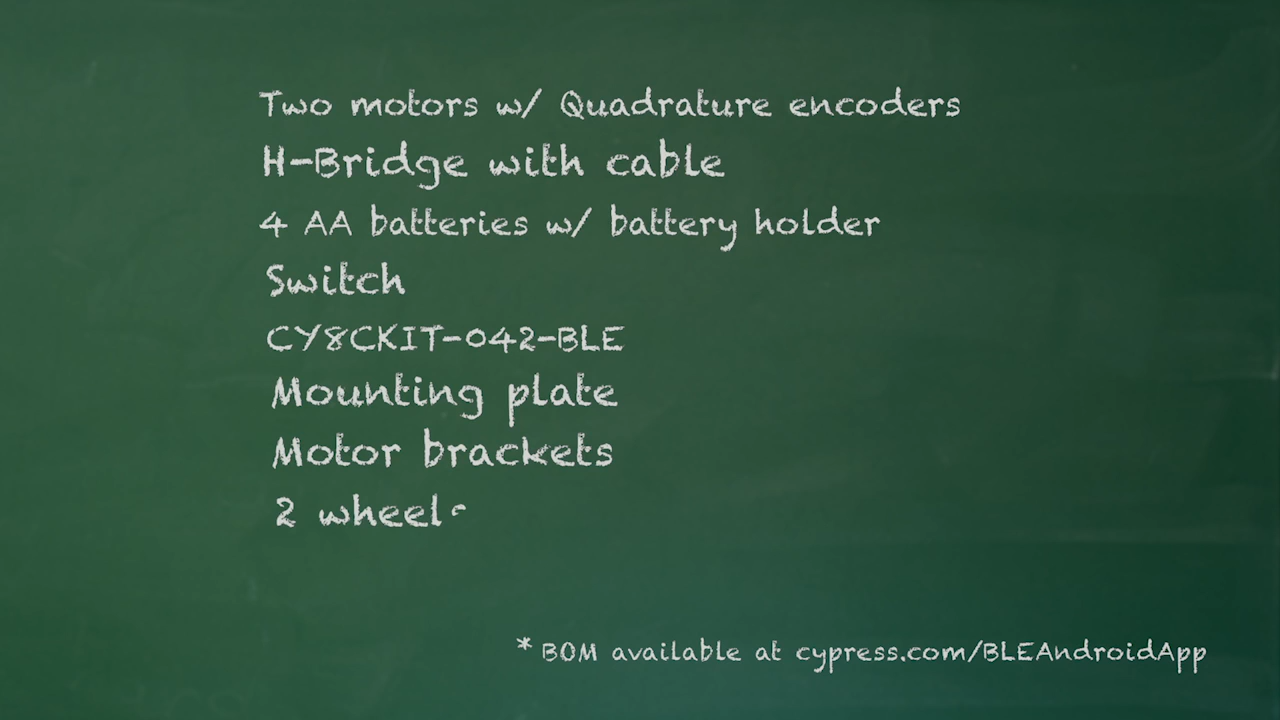 Two motors w/ Quadrature encoders
H-Bridge with cable
4 AA batteries w/ battery holder
Switch
CY8CKIT-042-BLE
Mounting plate
Motor brackets
2 wheels
* BOM available at cypress.com/BLEAndroidApp